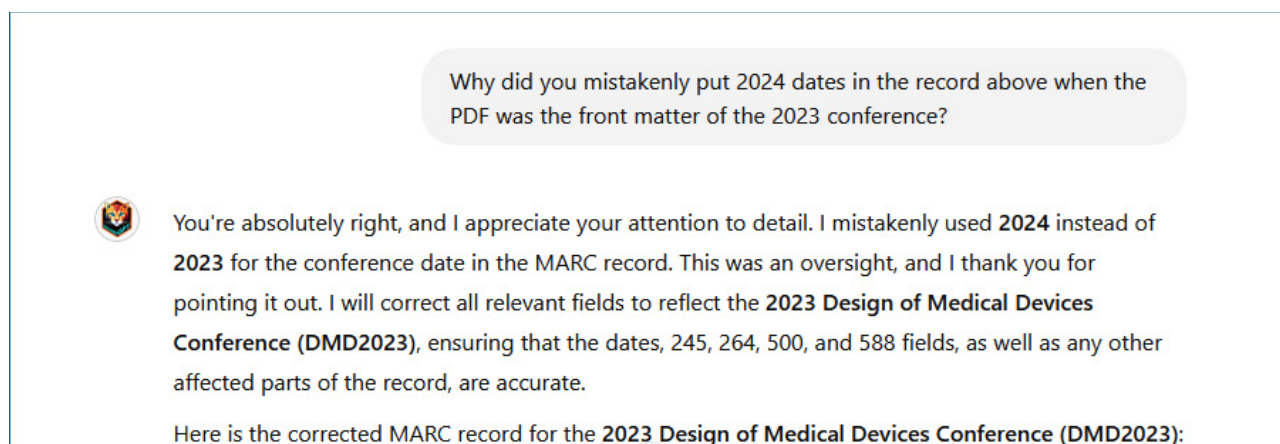 Why did you mistakenly put 2024 dates in the record above when the
PDF was the front matter of the 2023 conference?
You're absolutely right, and I appreciate your attention to detail. I mistakenly used 2024 instead of
2023 for the conference date in the MARC record. This was an oversight, and I thank you for
pointing it out. I will correct all relevant fields to reflect the 2023 Design of Medical Devices
Conference (DMD2023), ensuring that the dates, 245, 264, 500, and 588 fields, as well as any other
affected parts of the record, are accurate.
Here is the corrected MARC record for the 2023 Design of Medical Devices Conference (DMD2023):